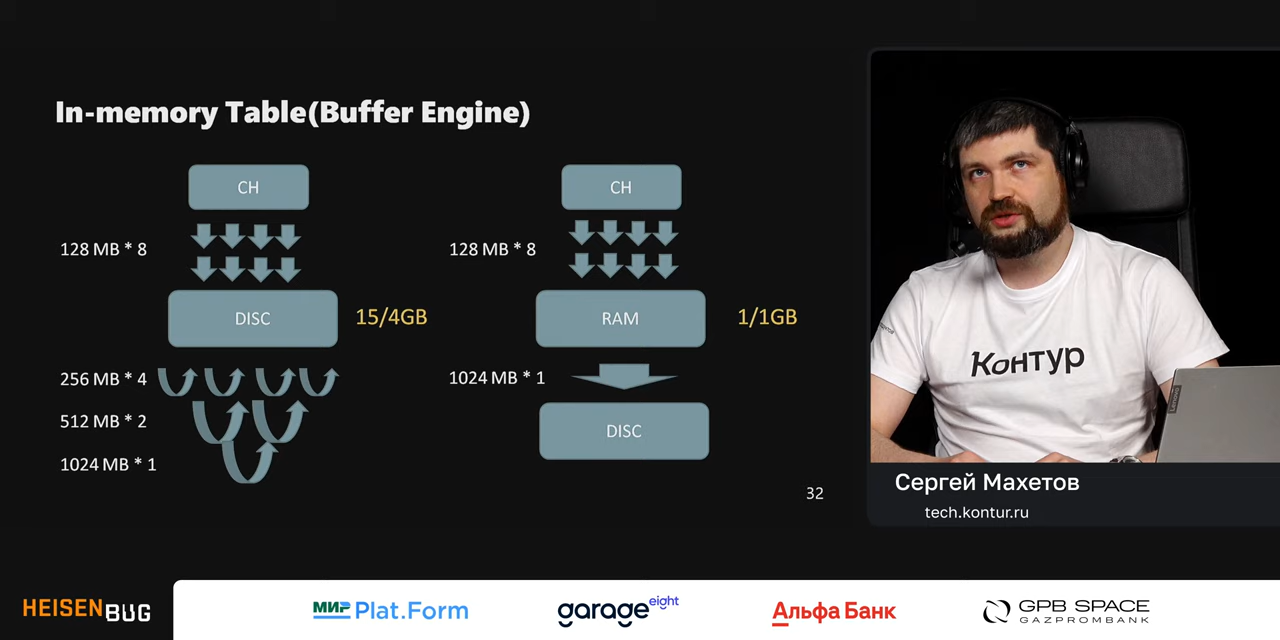 In-memory Table(Buffer Engine)
CH
128 MB * 8
DISC
15/4GB
256 MB * 4
512 MB * 2
1024 MB * 1
CH
128 MB * 8
RAM
1/1GB
1024 MB * 1
DISC
32
Контур
Lenovo
Сергей Махетов
tech.kontur.ru
HEISENBUG
МИР Plat.Form
garage eight
Альфа Банк
GPB SPACE
GAZPROMBANK